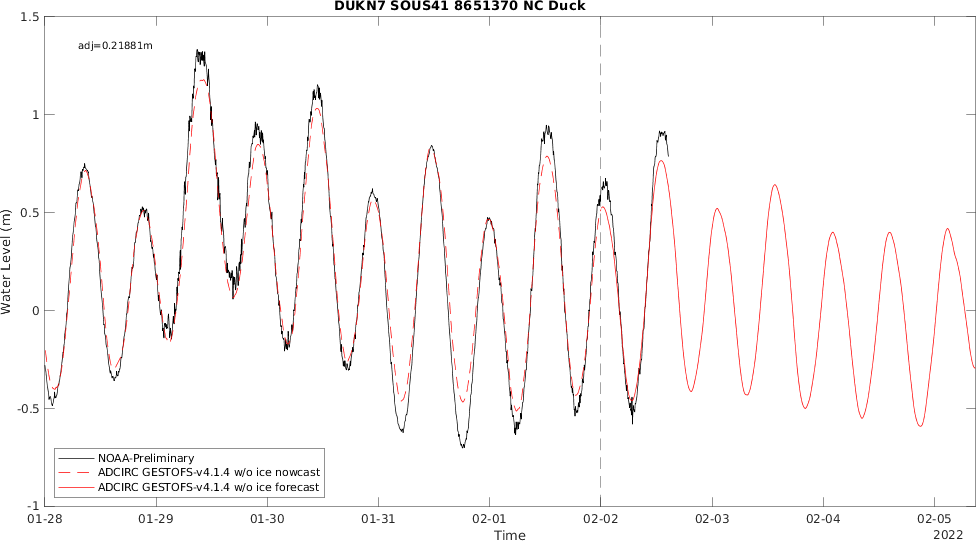 DUKN7 SOUS41 8651370 NC Duck
adj=0.21881m
Water Level (m)
1.5
1
0.5
0
-0.5
-1
NOAA-Preliminary
ADCIRC GESTOFS-v4.1.4 w/o ice nowcast
ADCIRC GESTOFS-v4.1.4 w/o ice forecast
01-28 01-29 01-30 01-31 02-01 02-02 02-03 02-04 02-05
Time
2022